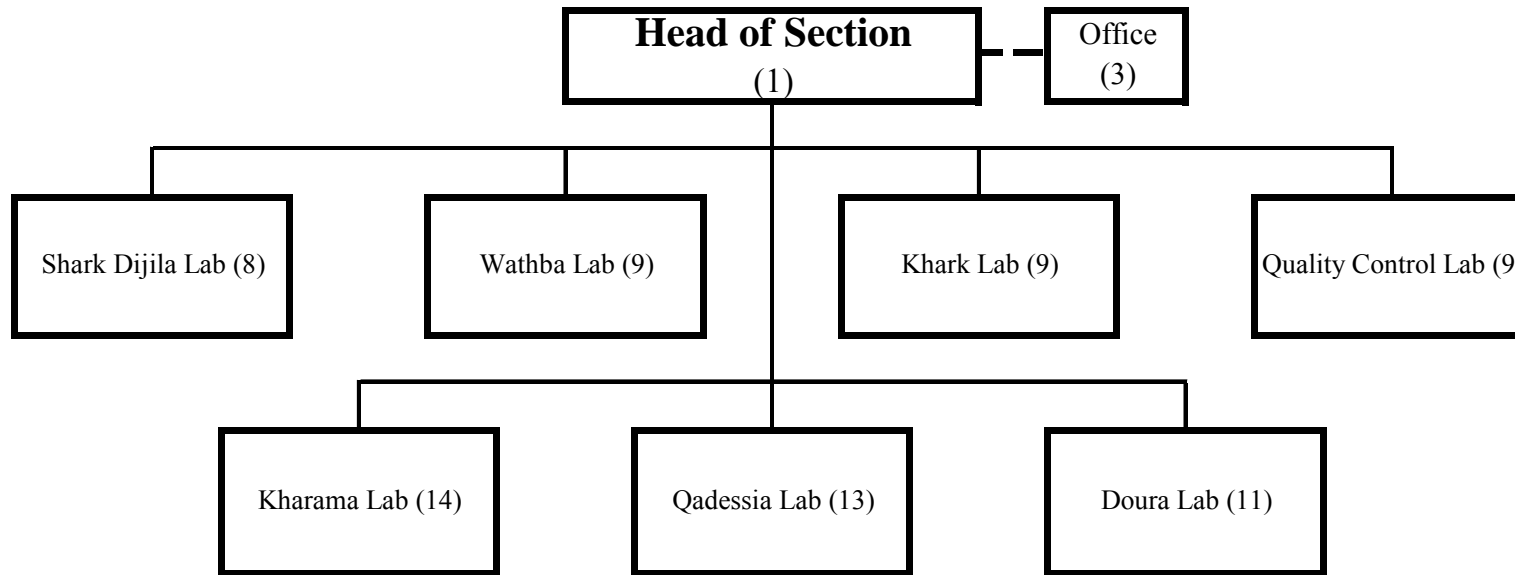 Head of Section
(1)
Office
(3)
Shark Dijila Lab (8)
Wathba Lab (9)
Khark Lab (9)
Quality Control Lab (9
Kharama Lab (14)
Qadessia Lab (13)
Doura Lab (11)